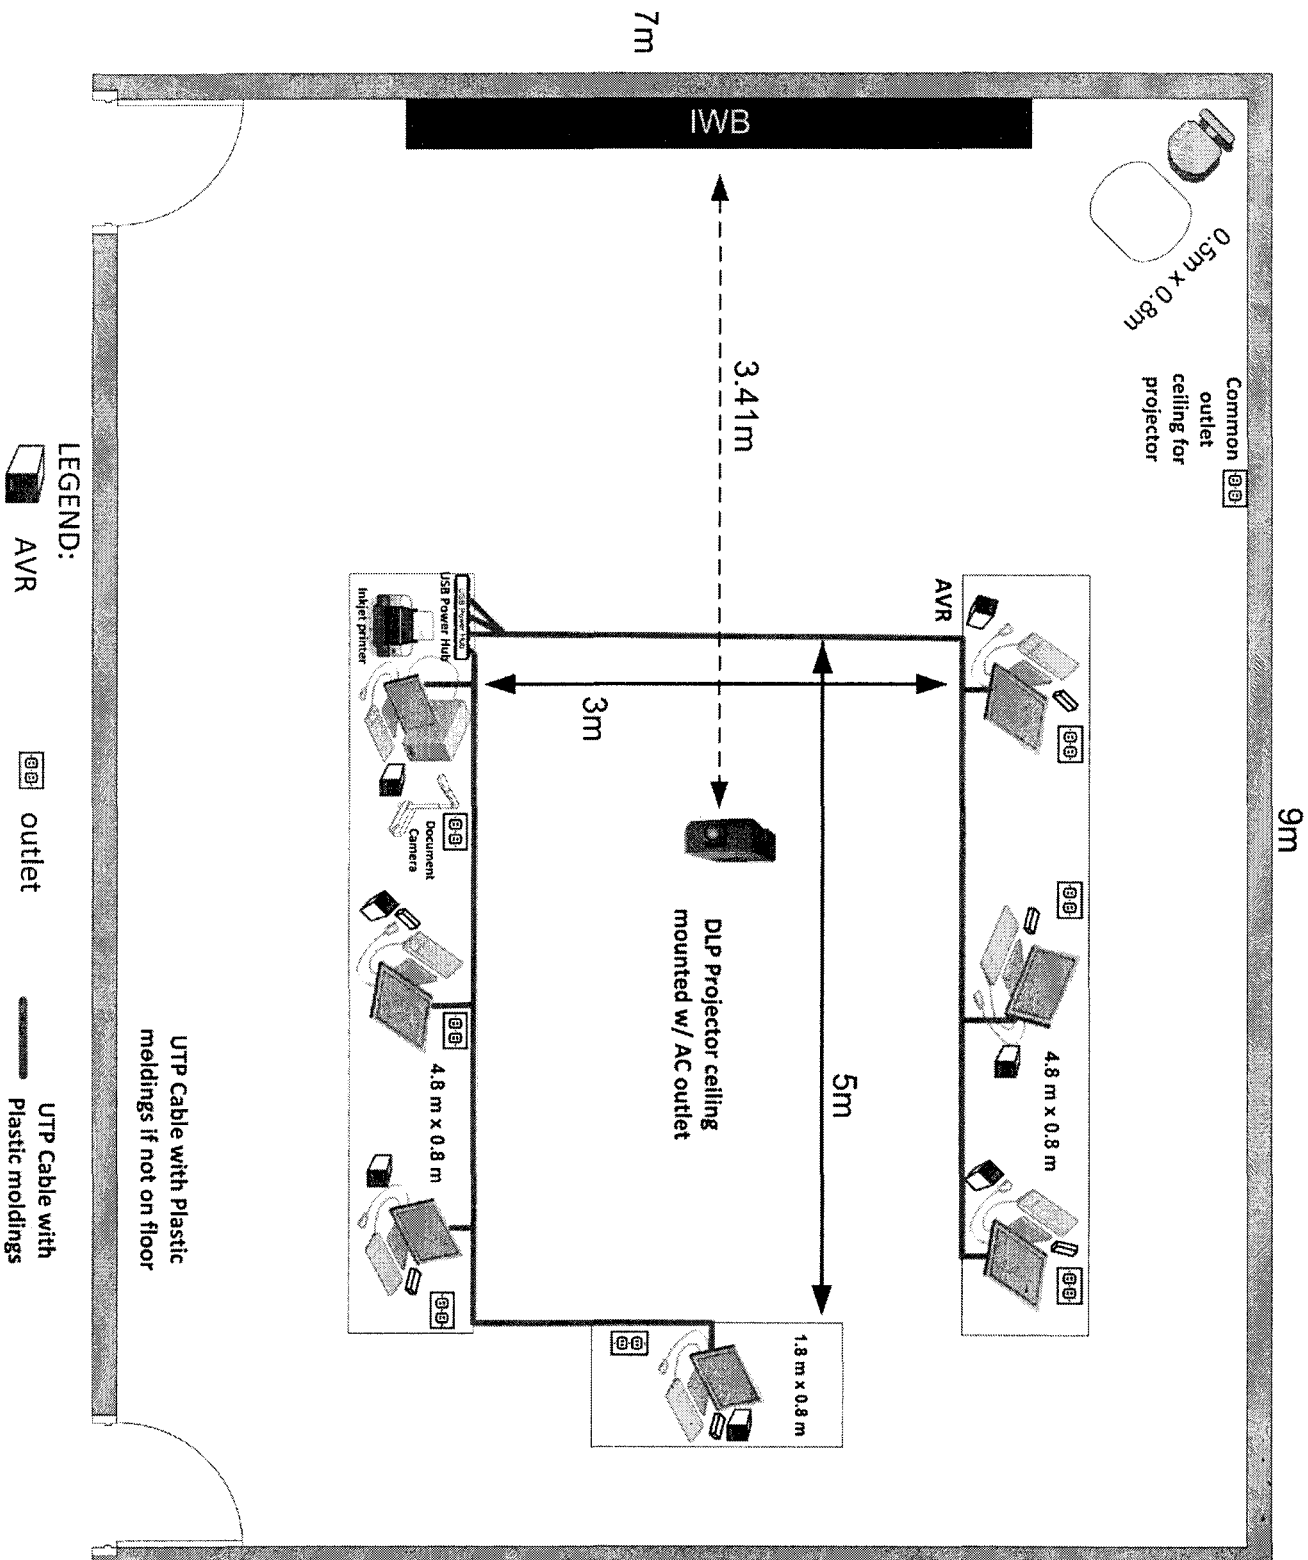 7m
9m
IWB
0.5m x 0.8m
Common
outlet
ceiling for
projector
3.41m
AVR
USB Power Hub
USB Power Hub
Inkjet printer
3m
Document
Camera
DLP Projector ceiling
mounted w/ AC outlet
5m
4.8 m x 0.8 m
4.8 m x 0.8 m
1.8 m x 0.8 m
UTP Cable with Plastic
moldings if not on floor
LEGEND:
AVR
outlet
UTP Cable with
Plastic moldings